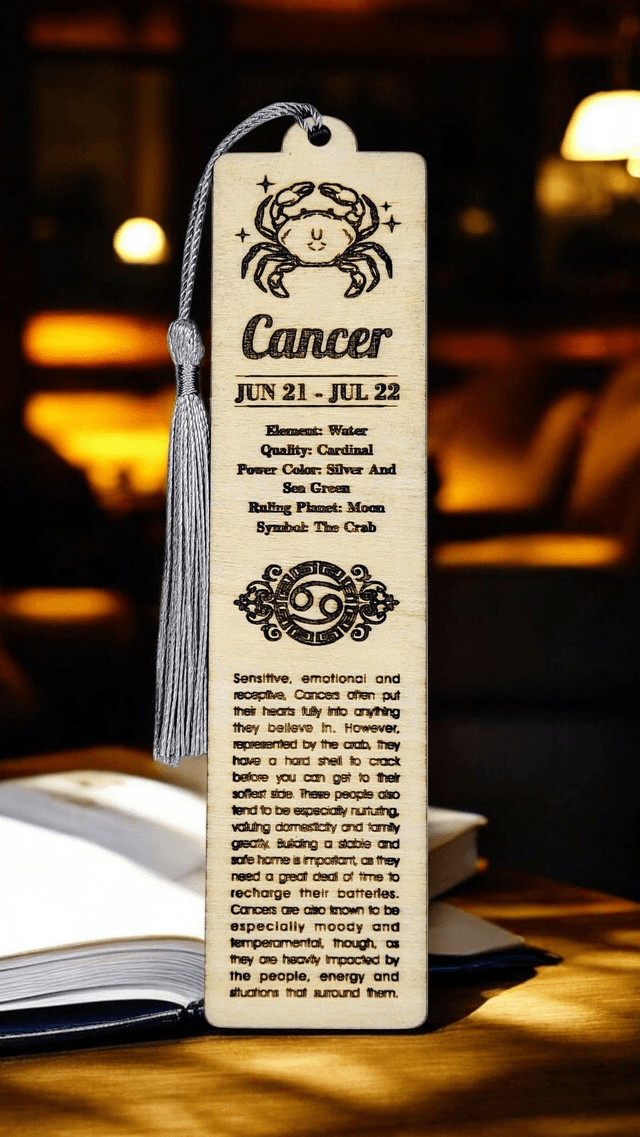 Cancer
JUN 21 - JUL 22
Element: Water
Quality: Cardinal
Power Color: Silver And
Sea Green
Ruling Planet: Moon
Symbol: The Crab
Sensitive, emotional and
receptive, Cancers often put
their hearts fully into anything
they believe in. However,
represented by the crab, they
have a hard shell to crack
before you can get to their
softest side. These people also
tend to be especially nurturing,
valuing domesticity and family
greatly. Building a stable and
safe home is important, as they
need a great deal of time to
recharge their batteries.
Cancers are also known to be
especially moody and
temperamental, though, as
they are heavily impacted by
the people, energy and
situations that surround them.